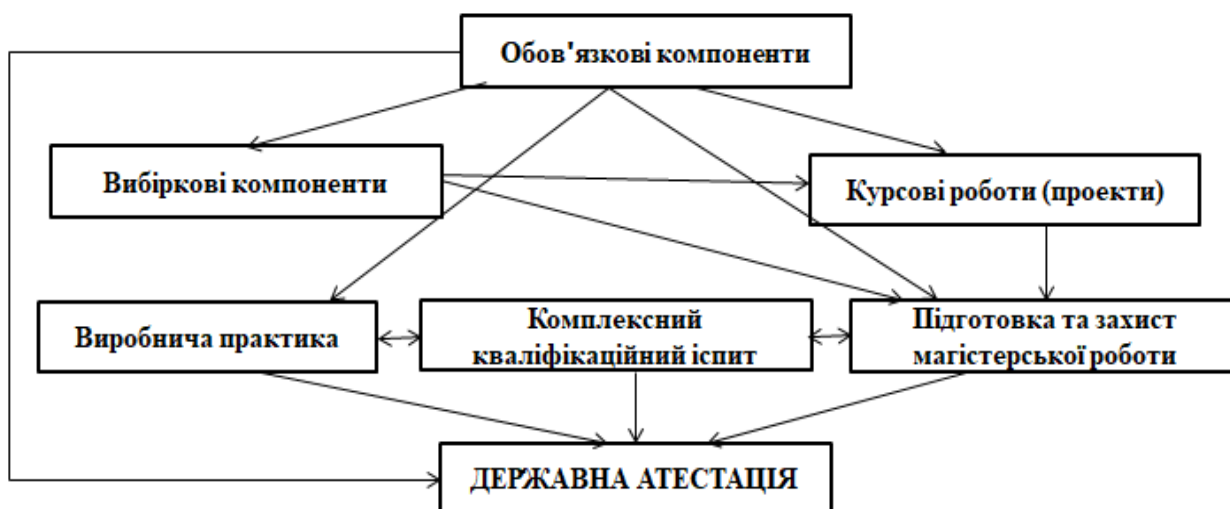 Обов'язкові компоненти
Вибіркові компоненти
Курсові роботи (проекти)
Виробнича практика
Комплексний
кваліфікаційний іспит
Підготовка та захист
магістерської роботи
ДЕРЖАВНА АТЕСТАЦІЯ